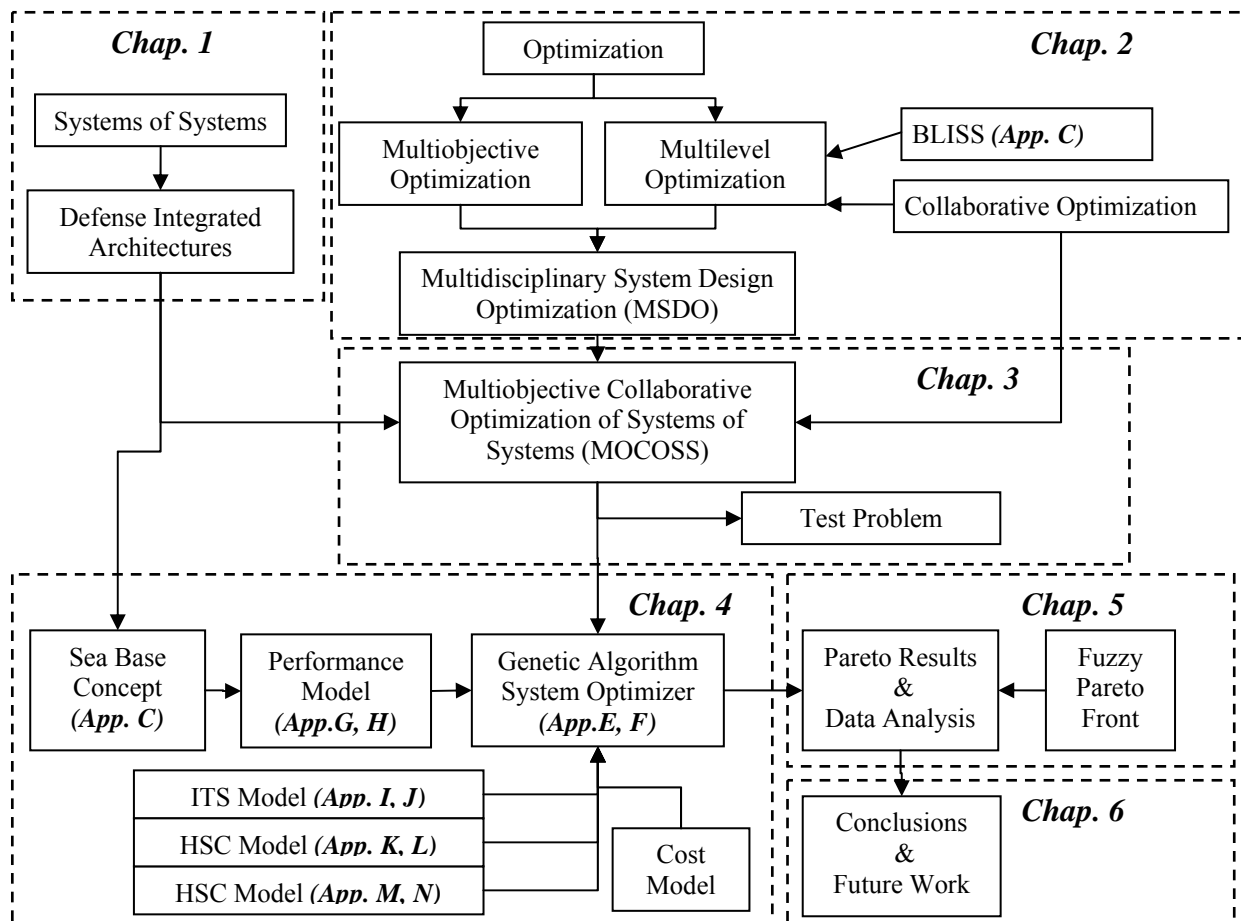 Chap. 1
Systems of Systems
Defense Integrated
Architectures
Chap. 2
Optimization
Multiobjective
Optimization
Multilevel
Optimization
BLISS (App. C)
Collaborative Optimization
Multidisciplinary System Design
Optimization (MSDO)
Chap. 3
Multiobjective Collaborative
Optimization of Systems of
Systems (MOCOSS)
Test Problem
Chap. 4
Sea Base
Concept
(App. C)
Performance
Model
(App.G, H)
Genetic Algorithm
System Optimizer
(App.E, F)
ITS Model (App. I, J)
HSC Model (App. K, L)
HSC Model (App. M, N)
Cost
Model
Chap. 5
Pareto Results
&
Data Analysis
Fuzzy
Pareto
Front
Chap. 6
Conclusions
&
Future Work